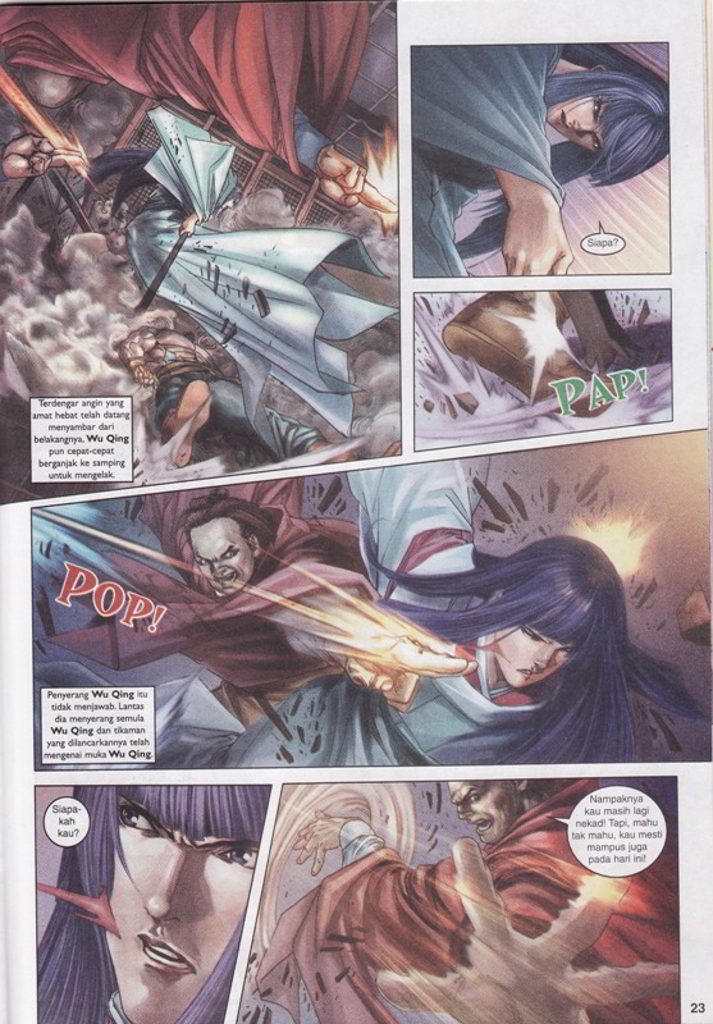 Terdengar angin yang
amat hebat telah datang
menyambar dari
belakangnya. Wu Qing
pun cepat-cepat
berganjak ke samping
untuk mengelak.
Siapa?
PAP!
POP!
Penyerang Wu Qing itu
tidak menjawab. Lantas
dia menyerang semula
Wu Qing dan tikaman
yang dilancarkannya telah
mengenai muka Wu Qing.
Siapa-
kah
kau?
Nampaknya
kau masih lagi
nekad! Tapi, mahu
tak mahu, kau mesti
mampus juga
pada hari ini!
23